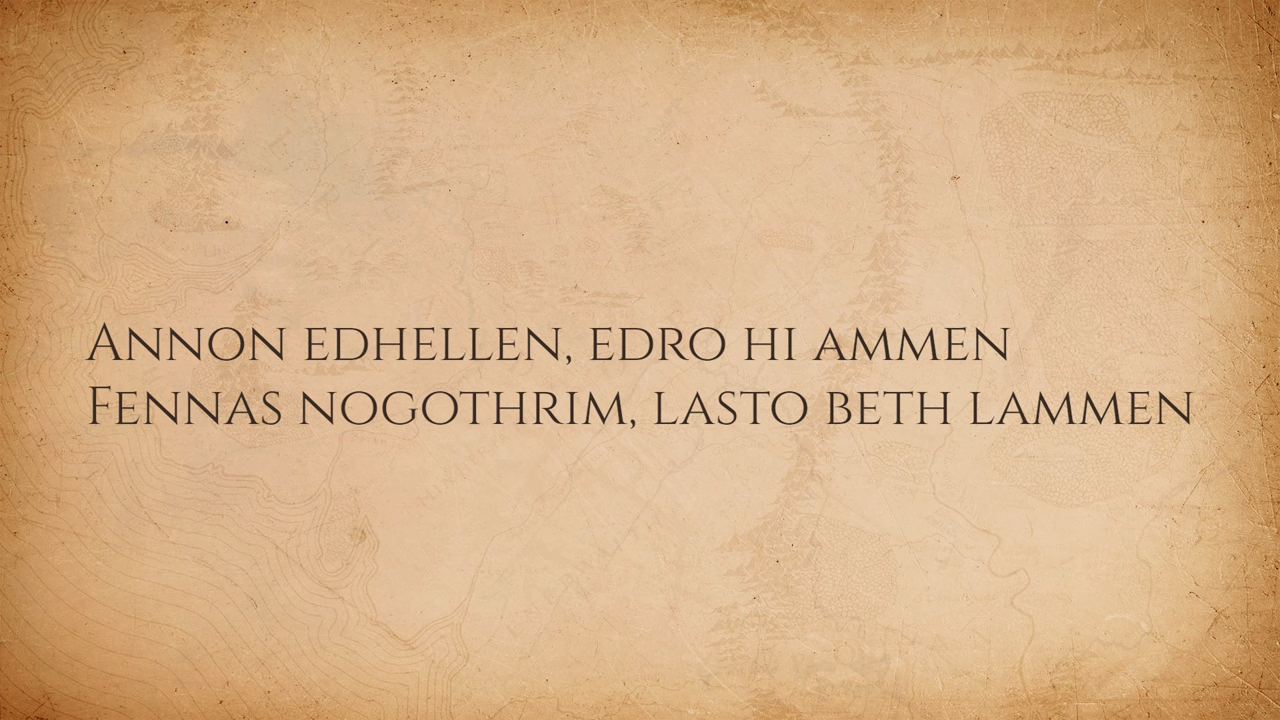 Annon edhellen, edro hi ammen
Fennas nogothrim, lasto beth lammen